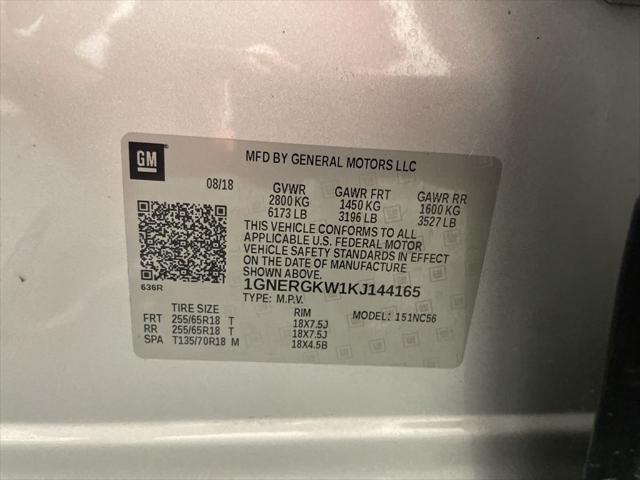 GM
MFD BY GENERAL MOTORS LLC
08/18 GVWR GAWR FRT GAWR RR
2800 KG 1450 KG 1600 KG
6173 LB 3196 LB 3527 LB
THIS VEHICLE CONFORMS TO ALL
APPLICABLE U.S. FEDERAL MOTOR
VEHICLE SAFETY STANDARDS IN EFFECT
ON THE DATE OF MANUFACTURE
SHOWN ABOVE.
636R
1GNERGKW1KJ144165
TYPE: M.P.V. MODEL: 151NC56
TIRE SIZE RIM
FRT 255/65R18 T 18X7.5J
RR 255/65R18 T 18X7.5J
SPA T135/70R18 M 18X4.5B